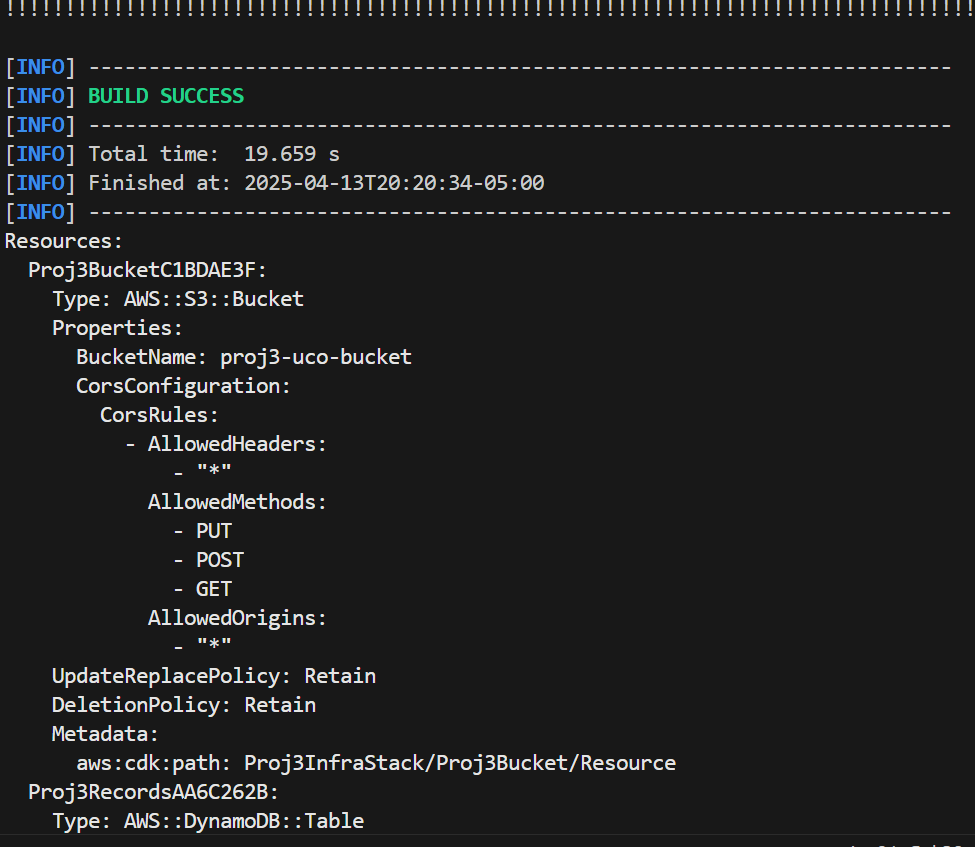 !!!!!!!!!!!!!!!!!!!!!!!!!!!!!!!!!!!!!!!!!!!!!!!!!!!!!!!!!!!!!!!!!!!!!!!!!!!!!!!!!
[INFO] ------------------------------------------------------------------------
[INFO] BUILD SUCCESS
[INFO] ------------------------------------------------------------------------
[INFO] Total time:  19.659 s
[INFO] Finished at: 2025-04-13T20:20:34-05:00
[INFO] ------------------------------------------------------------------------
Resources:
  Proj3BucketC1BDAE3F:
    Type: AWS::S3::Bucket
    Properties:
      BucketName: proj3-uco-bucket
      CorsConfiguration:
        CorsRules:
          - AllowedHeaders:
              - "*"
            AllowedMethods:
              - PUT
              - POST
              - GET
            AllowedOrigins:
              - "*"
    UpdateReplacePolicy: Retain
    DeletionPolicy: Retain
    Metadata:
      aws:cdk:path: Proj3InfraStack/Proj3Bucket/Resource
  Proj3RecordsAA6C262B:
    Type: AWS::DynamoDB::Table